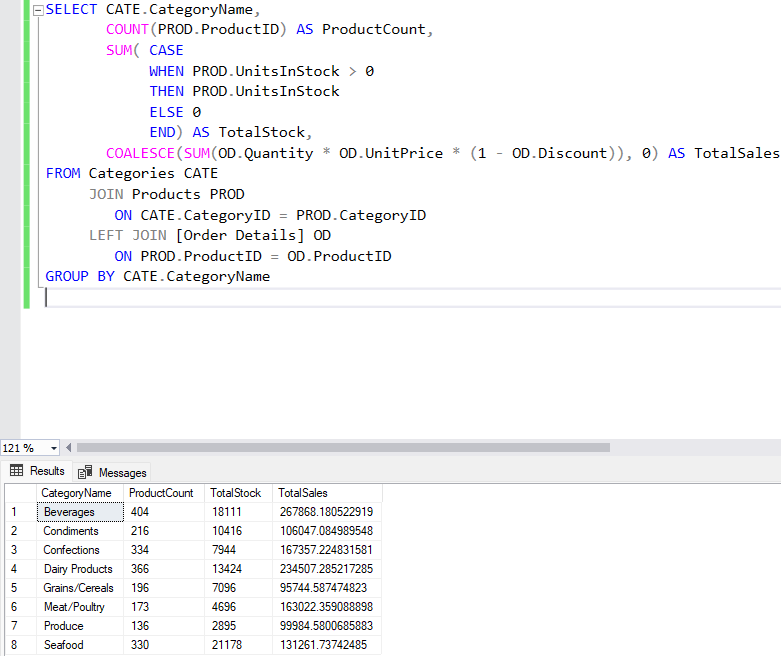 SELECT CATE.CategoryName,
COUNT(PROD.ProductID) AS ProductCount,
SUM( CASE
WHEN PROD.UnitsInStock > 0
THEN PROD.UnitsInStock
ELSE 0
END) AS TotalStock,
COALESCE(SUM(OD.Quantity * OD.UnitPrice * (1 - OD.Discount)), 0) AS TotalSales
FROM Categories CATE
JOIN Products PROD
ON CATE.CategoryID = PROD.CategoryID
LEFT JOIN [Order Details] OD
ON PROD.ProductID = OD.ProductID
GROUP BY CATE.CategoryName
121 %
Results Messages
CategoryName ProductCount TotalStock TotalSales
1 Beverages 404 18111 267868.180522919
2 Condiments 216 10416 106047.084989548
3 Confections 334 7944 167357.224831581
4 Dairy Products 366 13424 234507.285217285
5 Grains/Cereals 196 7096 95744.587474823
6 Meat/Poultry 173 4696 163022.359088898
7 Produce 136 2895 99984.5800685883
8 Seafood 330 21178 131261.73742485